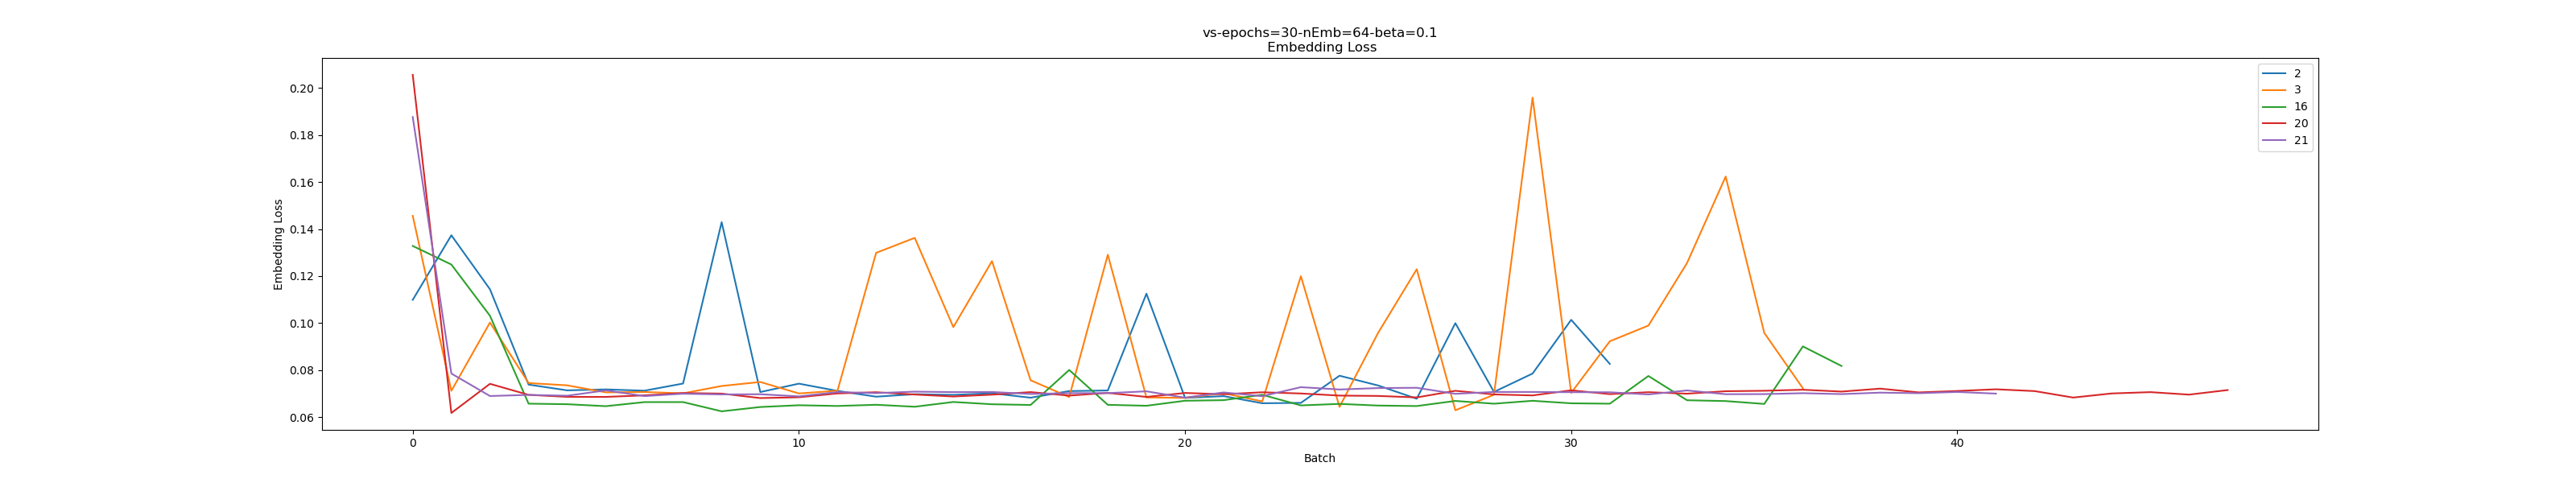 vs-epochs=30-nEmb=64-beta=0.1
Embedding Loss
2
3
16
20
21
Embedding Loss
0.20
0.18
0.16
0.14
0.12
0.10
0.08
0.06
0 10 20 30 40
Batch